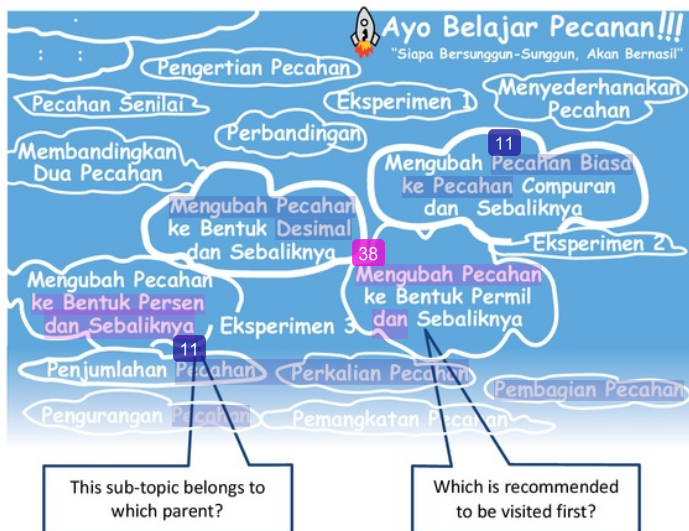 Ayo Belajar Pecanan!!!
"Siapa Bersunggun-Sunggun, Akan Bernasil"
: :
Pengertian Pecahan
Menyederhanakan
Pecahan
Pecahan Senilai
Eksperimen 1
Perbandingan
Membandingkan
Dua Pecahan
11
Mengubah Pecahan Biasa
ke Pecahan Compuran
dan Sebaliknya
Mengubah Pecahan
ke Bentuk Desimal
dan Sebaliknya
Eksperimen 2
38
Mengubah Pecahan
ke Bentuk Persen
dan Sebaliknya
Mengubah Pecahan
ke Bentuk Permil
dan Sebaliknya
Eksperimen 3
11
Penjumlahan Pecahan
Perkalian Pecahan
Pembagian Pecahan
Pengurangan Pecahan
Pemangkatan Pecahan
This sub-topic belongs to
which parent?
Which is recommended
to be visited first?